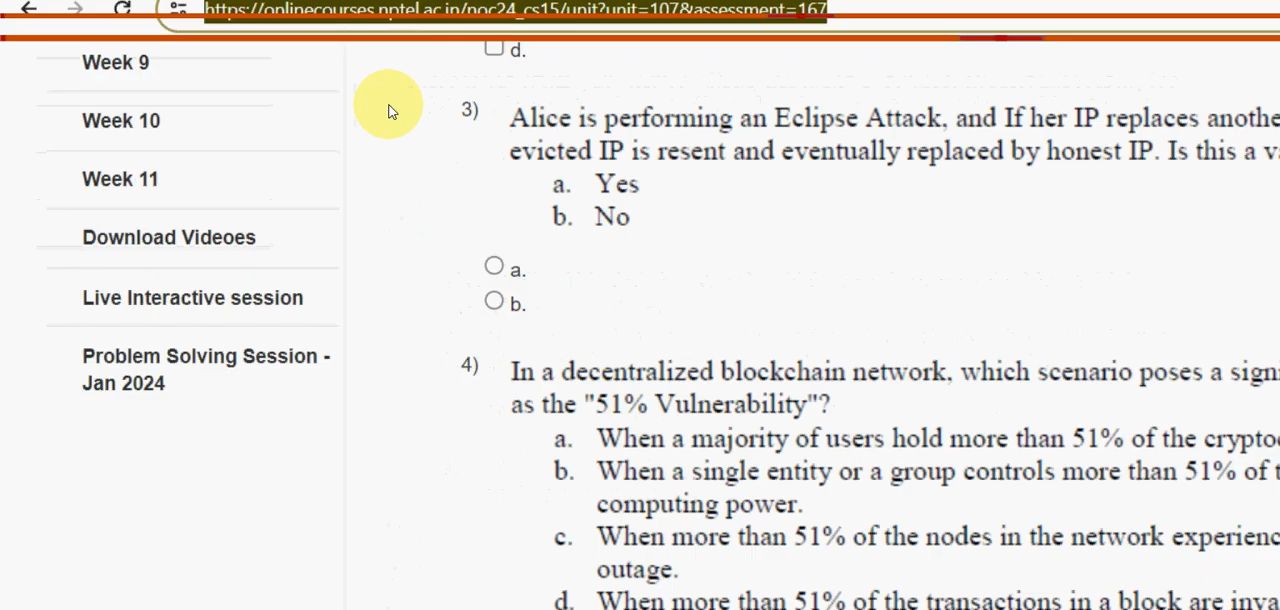 https://onlinecourses.nptel.ac.in/noc24_cs15/unit?unit=107&assessment=167
Week 9
Week 10
Week 11
Download Videoes
Live Interactive session
Problem Solving Session -
Jan 2024
d.
3)
Alice is performing an Eclipse Attack, and If her IP replaces
evicted IP is resent and eventually replaced by honest IP. Is this a
a. Yes
b. No
a.
b.
4)
In a decentralized blockchain network, which scenario poses a
as the "51% Vulnerability"?
a. When a majority of users hold more than 51% of the
b. When a single entity or a group controls more than 51% of
computing power.
c. When more than 51% of the nodes in the network
outage.
d. When more than 51% of the transactions in a block are